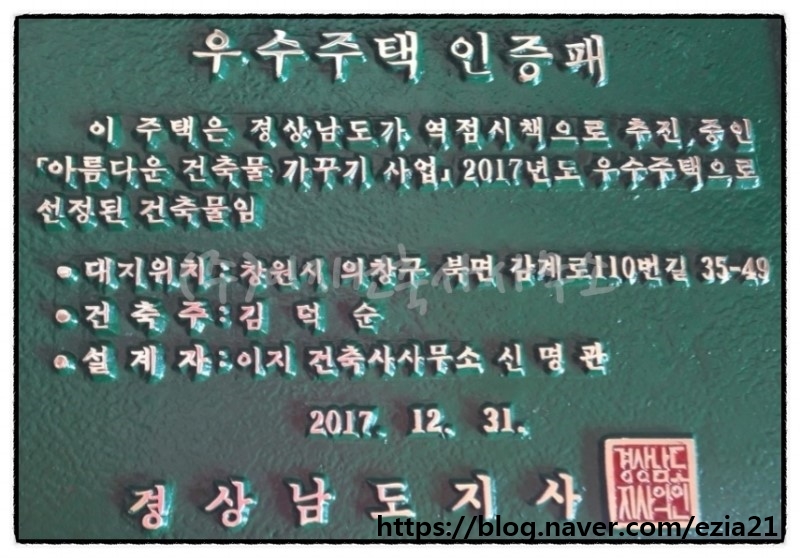 우수주택 인증패
이 주택은 경상남도가 역점시책으로 추진 중인
「아름다운 건축물 가꾸기 사업」 2017년도 우수주택으로
선정된 건축물임
• 대지위치 : 창원시 의창구 북면 감계로110번길 35-49
• 건 축 주 : 김 덕 순
• 설 계 자 : 이지 건축사사무소 신 명 관
2017. 12. 31.
경 상 남 도 지 사
https://blog.naver.com/ezia21